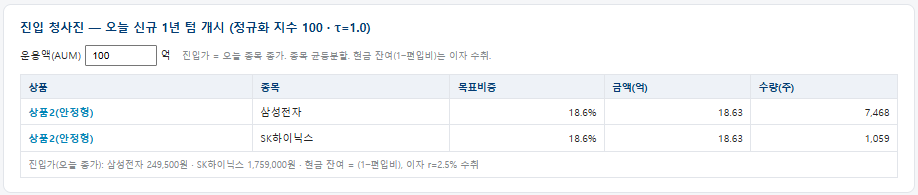 진입 청사진 — 오늘 신규 1년 텀 개시 (정규화 지수 100 · τ=1.0)
운용액(AUM) 100 억 진입가 = 오늘 종목 종가. 종목 균등분할. 현금 잔여(1−편입비)는 이자 수취.
상품 종목 목표비중 금액(억) 수량(주)
상품2(안정형) 삼성전자 18.6% 18.63 7,468
상품2(안정형) SK하이닉스 18.6% 18.63 1,059
진입가(오늘 종가): 삼성전자 249,500원 · SK하이닉스 1,759,000원 · 현금 잔여 = (1−편입비), 이자 r=2.5% 수취